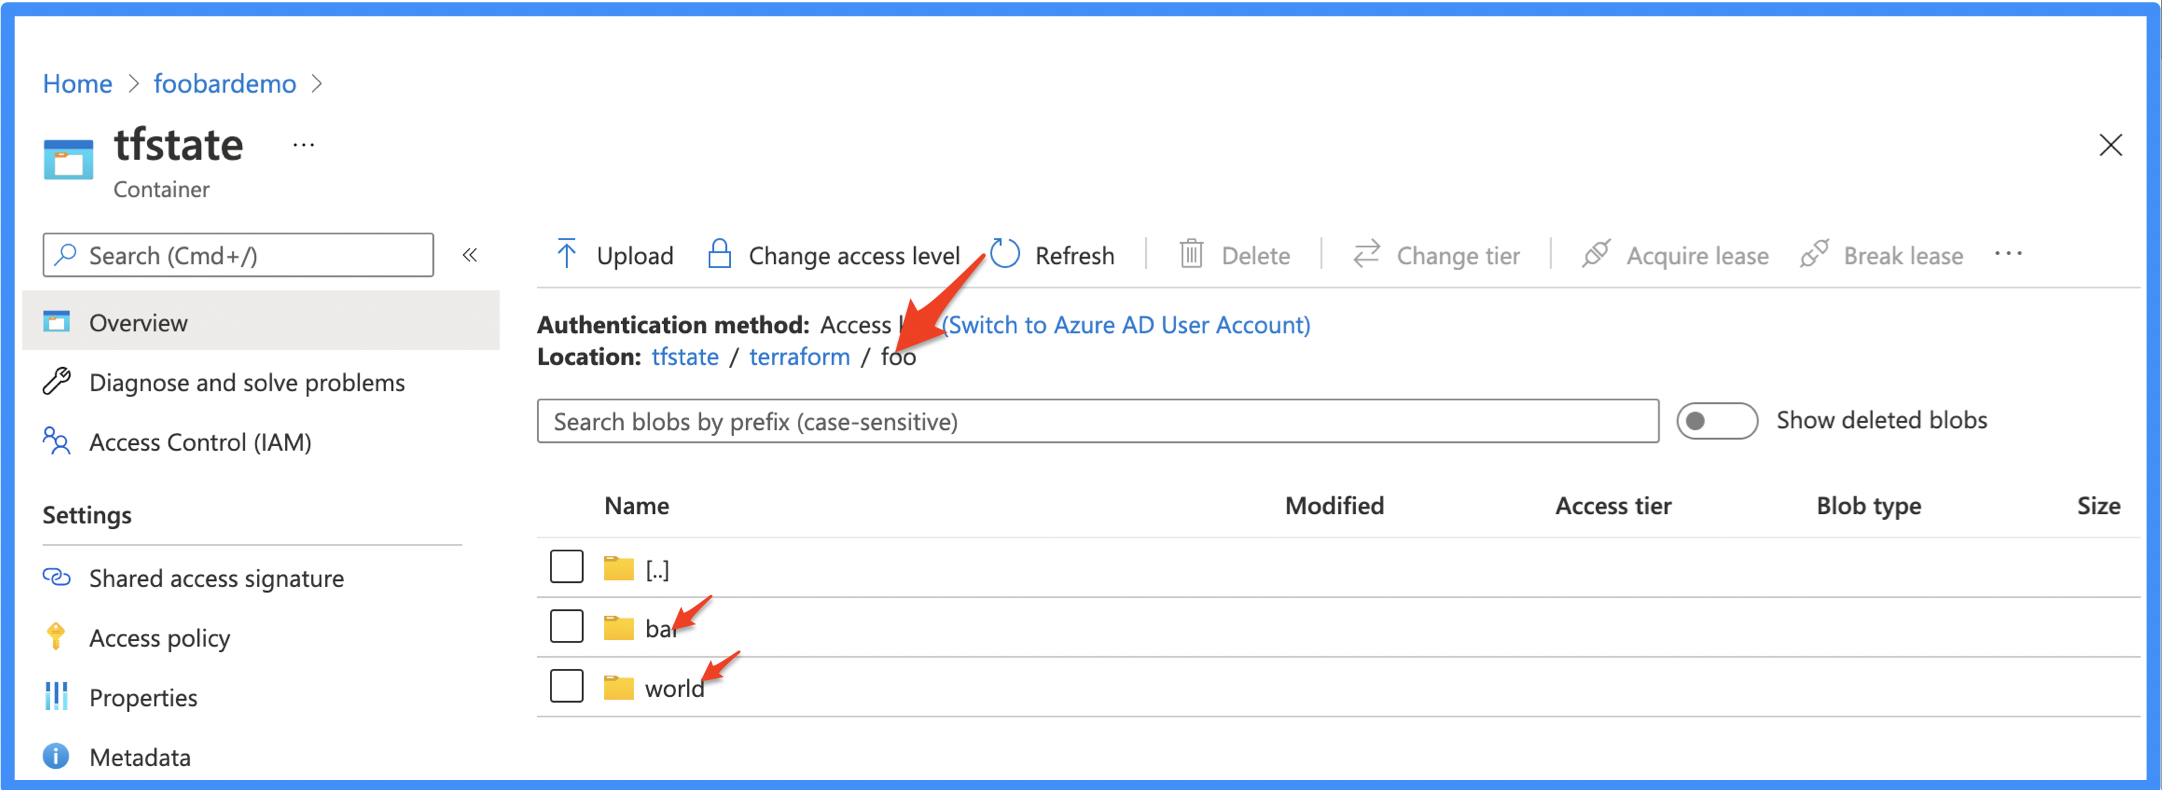 Home > foobardemo >
tfstate ...
Container
Search (Cmd+/) «
Overview
Diagnose and solve problems
Access Control (IAM)
Settings
Shared access signature
Access policy
Properties
Metadata
Upload Change access level Refresh Delete Change tier Acquire lease Break lease ...
Authentication method: Access (Switch to Azure AD User Account)
Location: tfstate / terraform / foo
Search blobs by prefix (case-sensitive) Show deleted blobs
Name Modified Access tier Blob type Size
[..]
bar
world